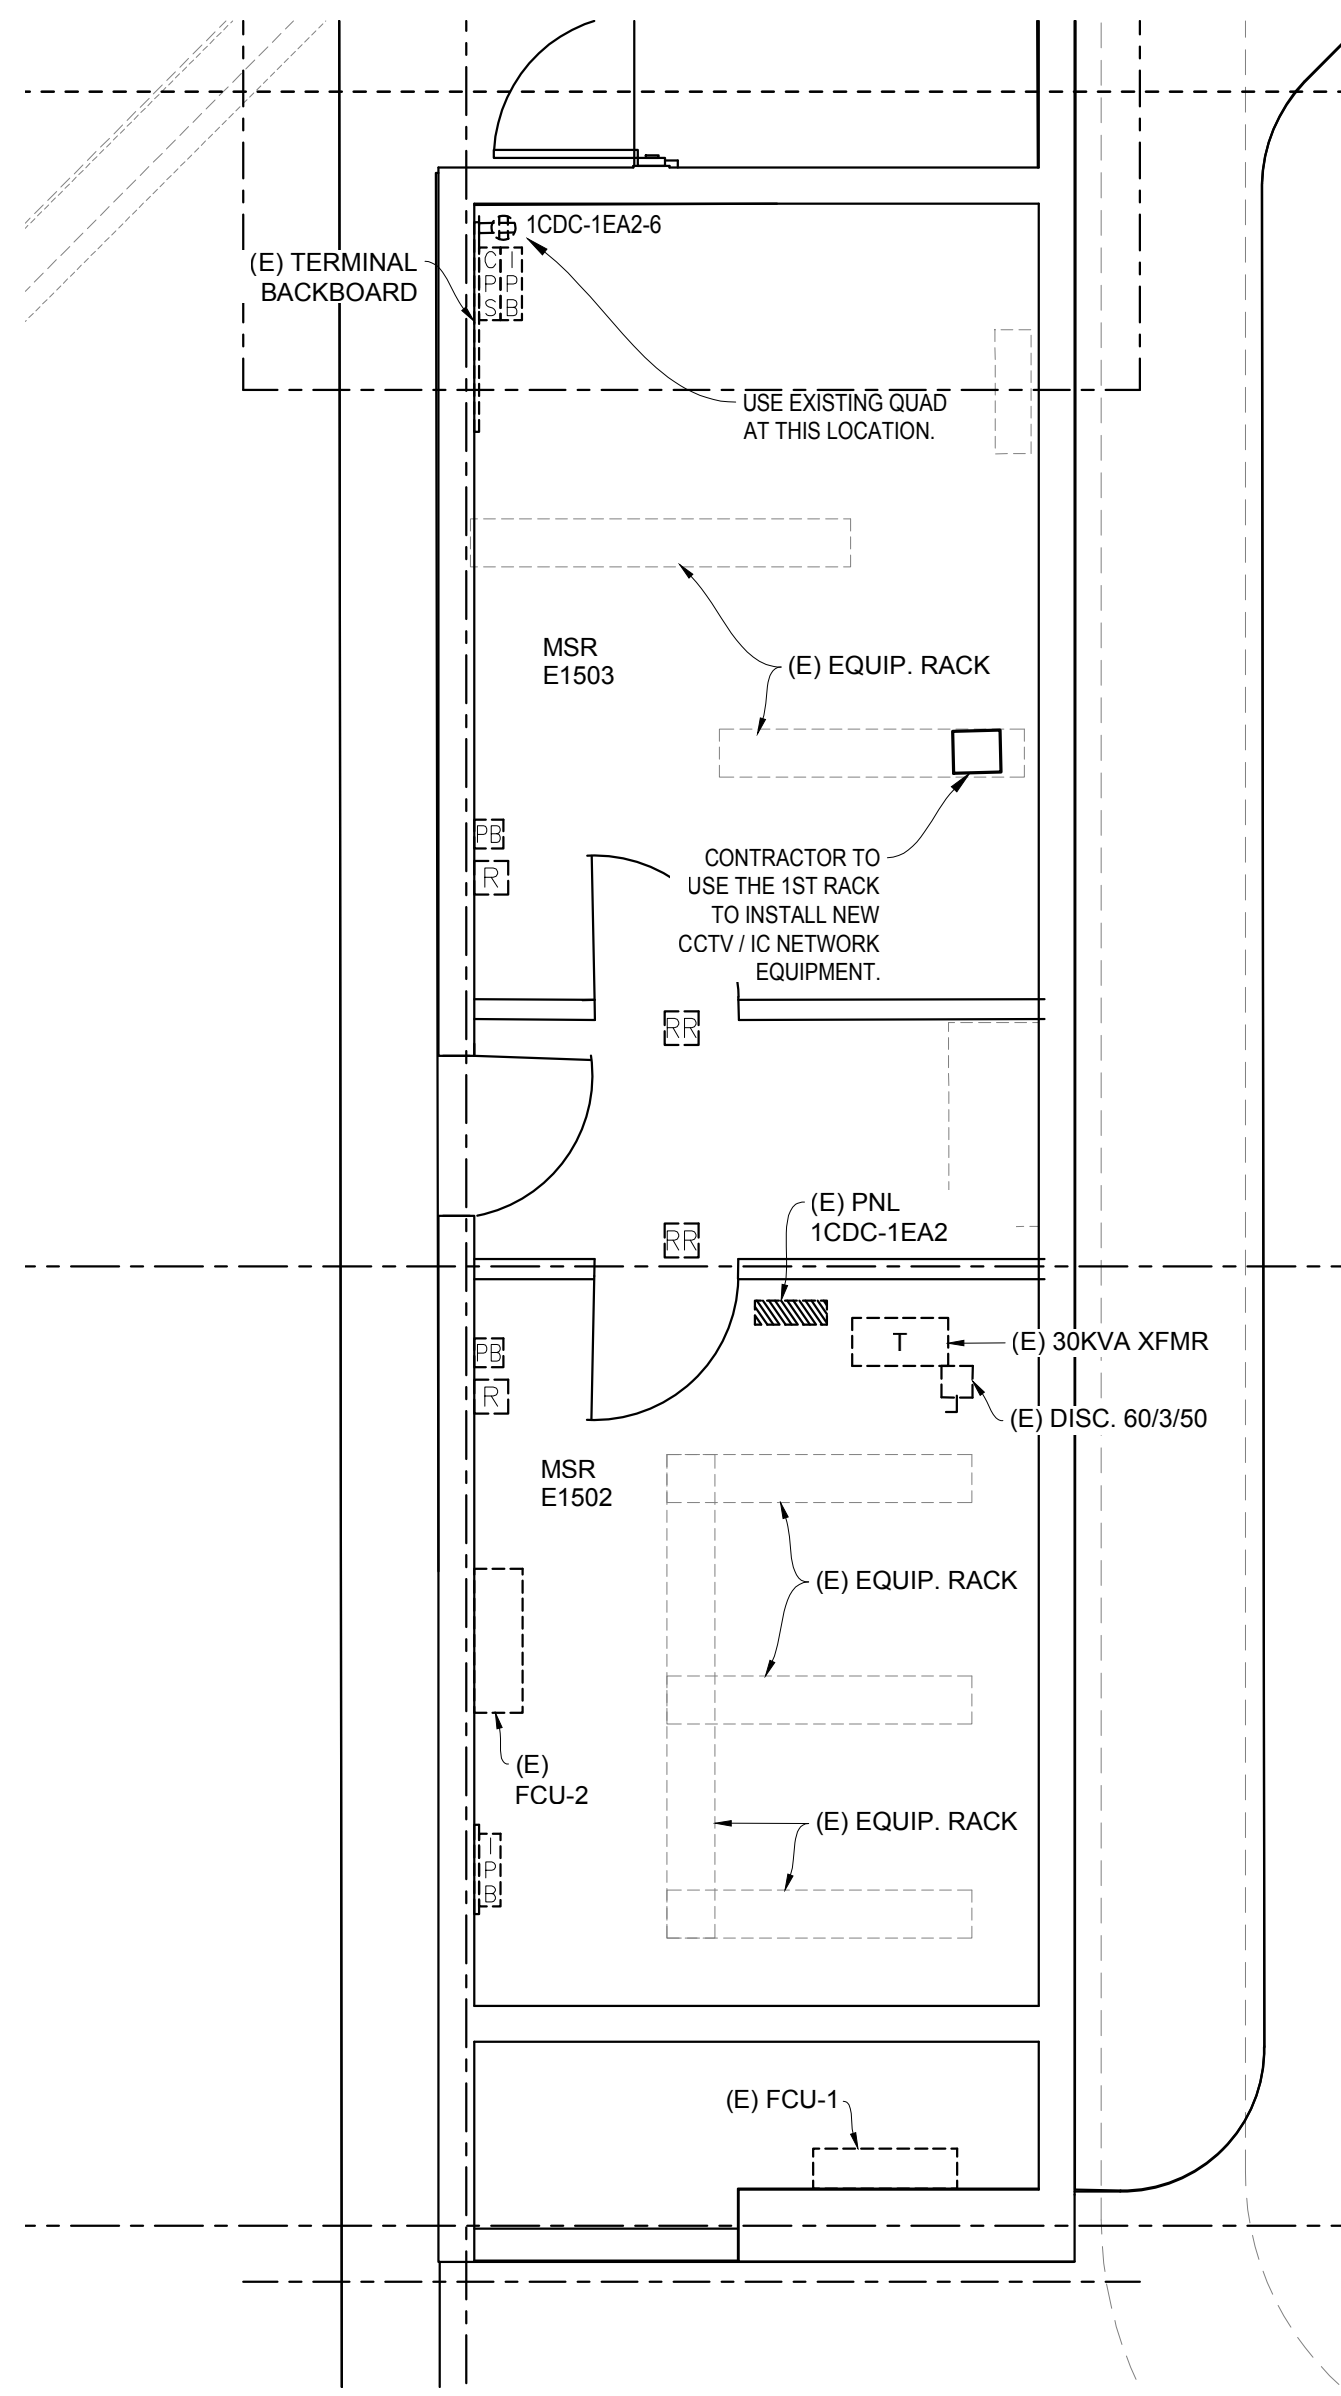 1CDC-1EA2-6
(E) TERMINAL
BACKBOARD
C
P
S
I
P
B
USE EXISTING QUAD
AT THIS LOCATION.
MSR
E1503
(E) EQUIP. RACK
PB
R
CONTRACTOR TO
USE THE 1ST RACK
TO INSTALL NEW
CCTV / IC NETWORK
EQUIPMENT.
RR
(E) PNL
1CDC-1EA2
RR
PB
R
T
(E) 30KVA XFMR
(E) DISC. 60/3/50
MSR
E1502
(E) EQUIP. RACK
(E)
FCU-2
(E) EQUIP. RACK
I
P
B
(E) FCU-1